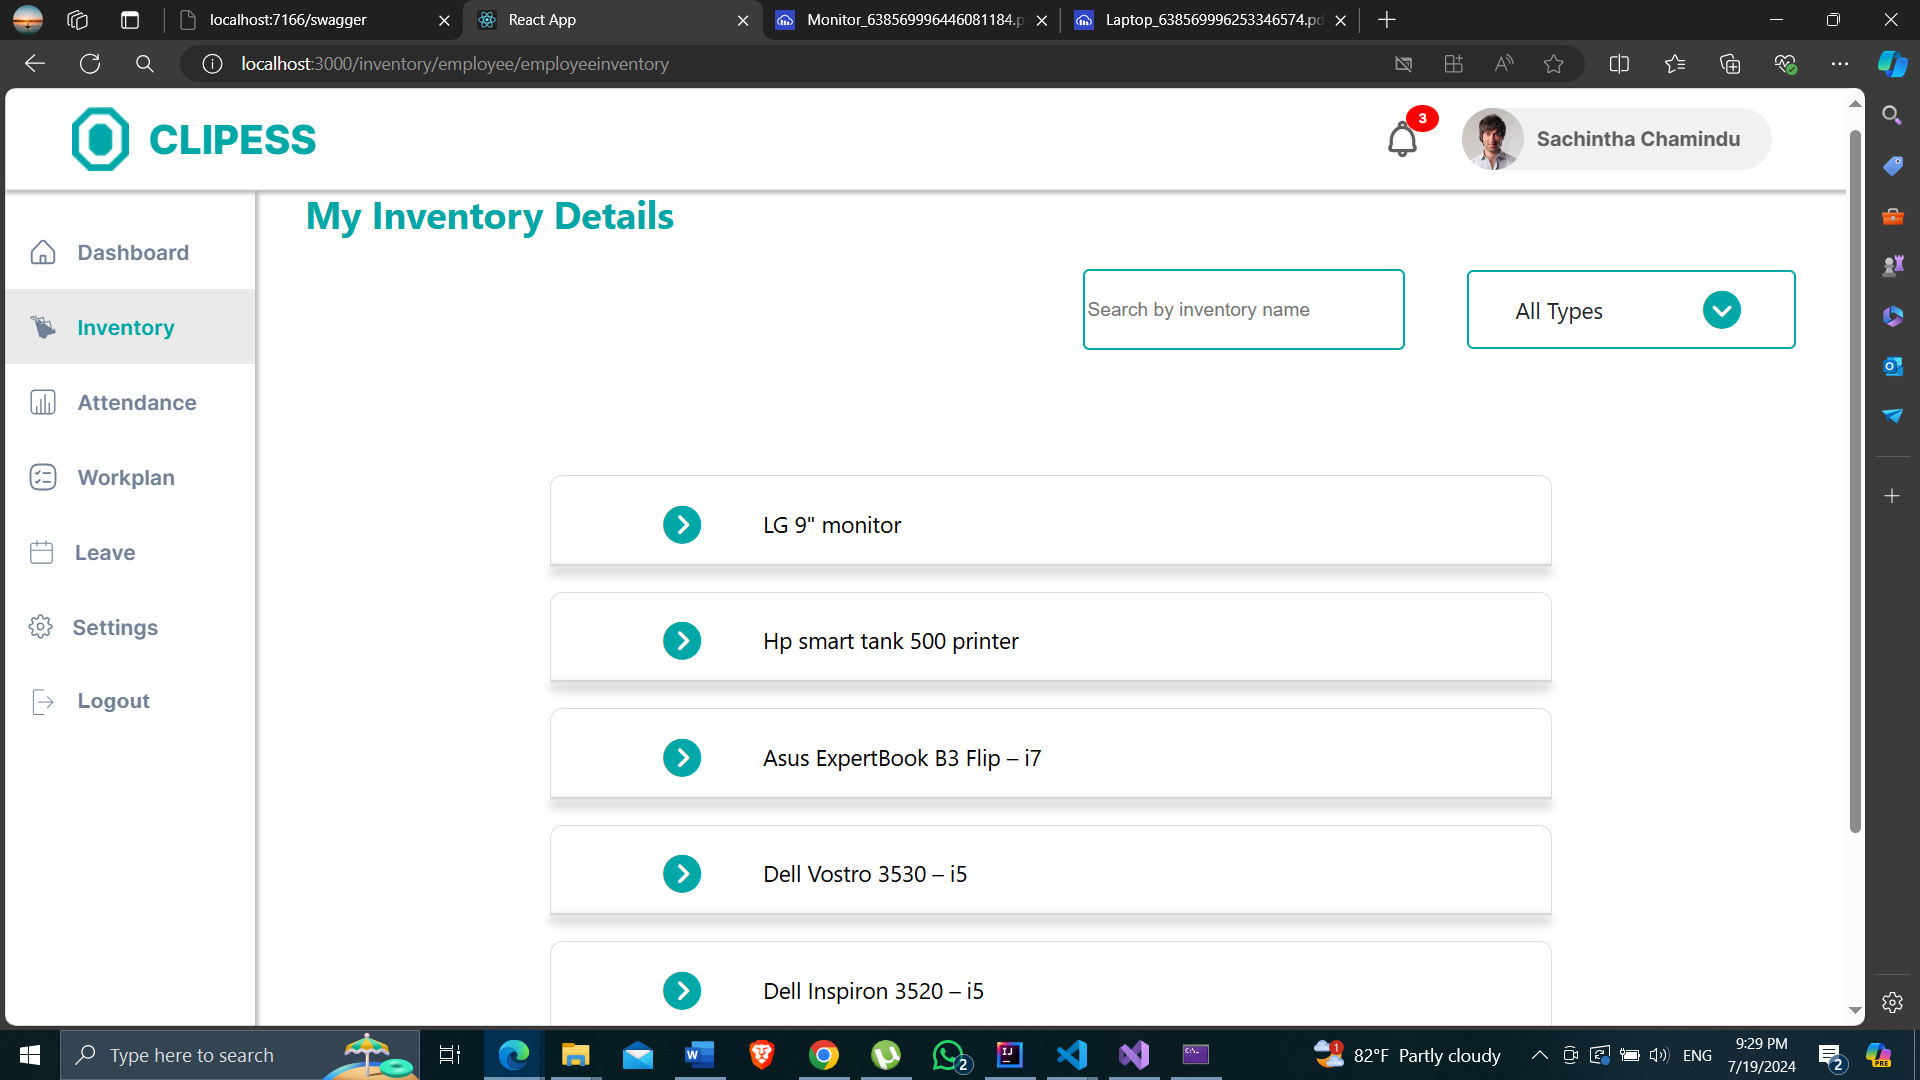 localhost:7166/swagger
React App
Monitor_638569996446081184.p
Laptop_638569996253346574.pd
localhost:3000/inventory/employee/employeeinventory
CLIPESS
3
Sachintha Chamindu
My Inventory Details
Dashboard
Inventory
Attendance
Workplan
Leave
Settings
Logout
Search by inventory name
All Types
LG 9" monitor
Hp smart tank 500 printer
Asus ExpertBook B3 Flip – i7
Dell Vostro 3530 – i5
Dell Inspiron 3520 – i5
Type here to search
2
1
82°F Partly cloudy
ENG
9:29 PM
7/19/2024
2
PRE